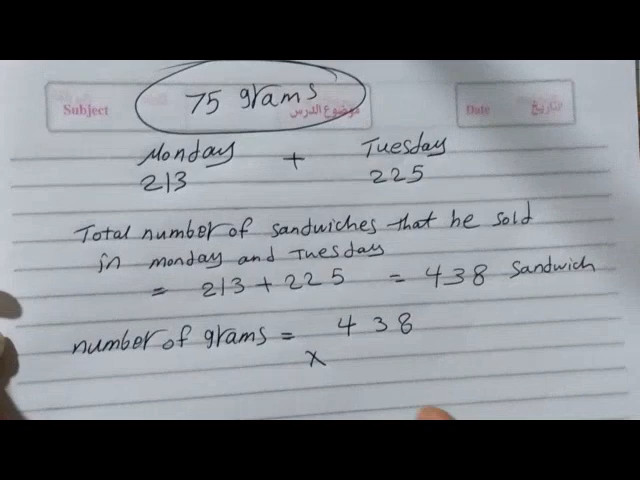 75 grams
Subject موضوع الدرس
Date التاريخ
Monday + Tuesday
213 225
Total number of sandwiches that he sold
in monday and Tuesday
= 213 + 225 = 438 sandwich
number of grams = 438
x